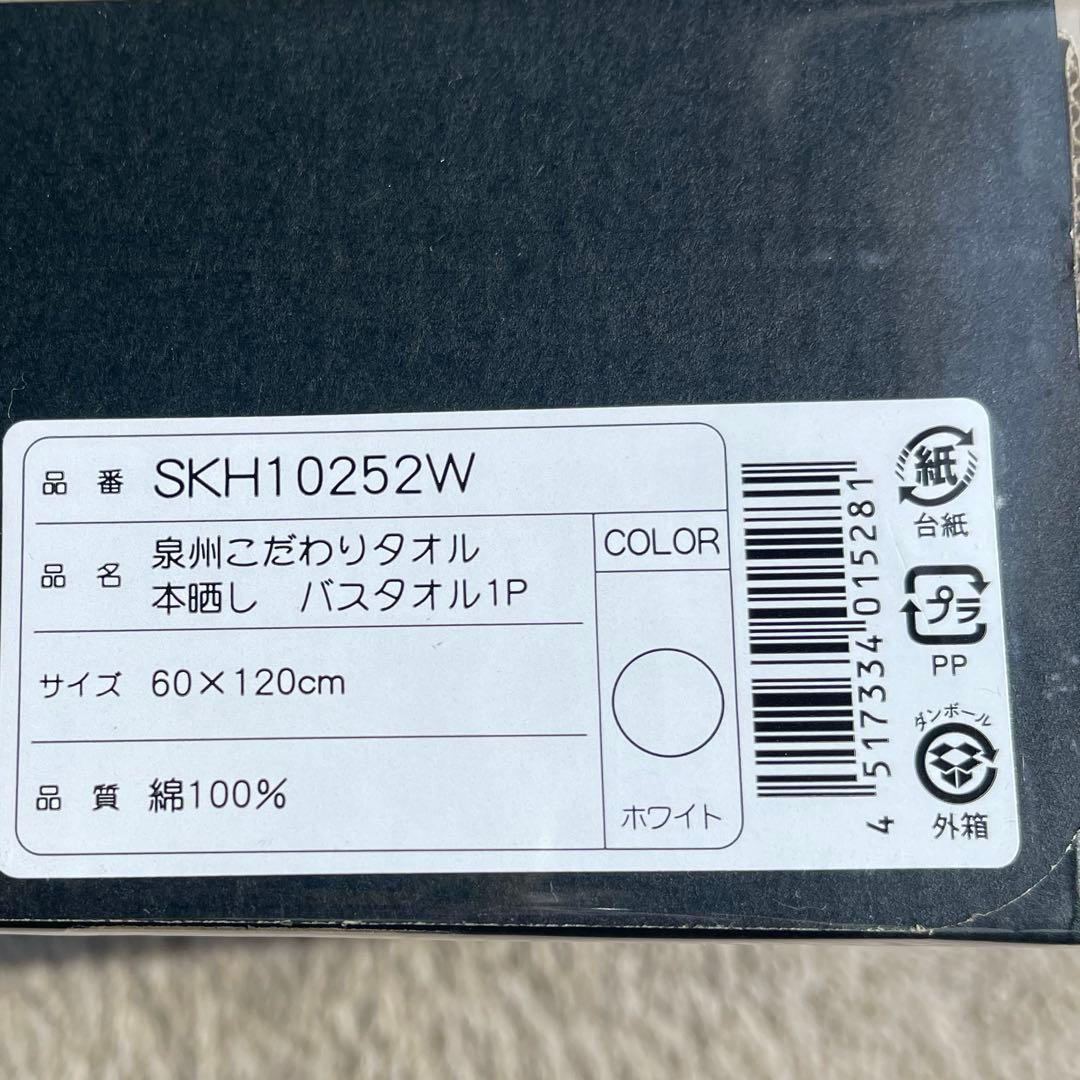 品番 SKH10252W
品名 泉州こだわりタオル
本晒し バスタオル1P
サイズ 60×120cm
品質 綿100%
COLOR
ホワイト
4 517334 015281
紙
台紙
プラ
PP
ダンボール
外箱